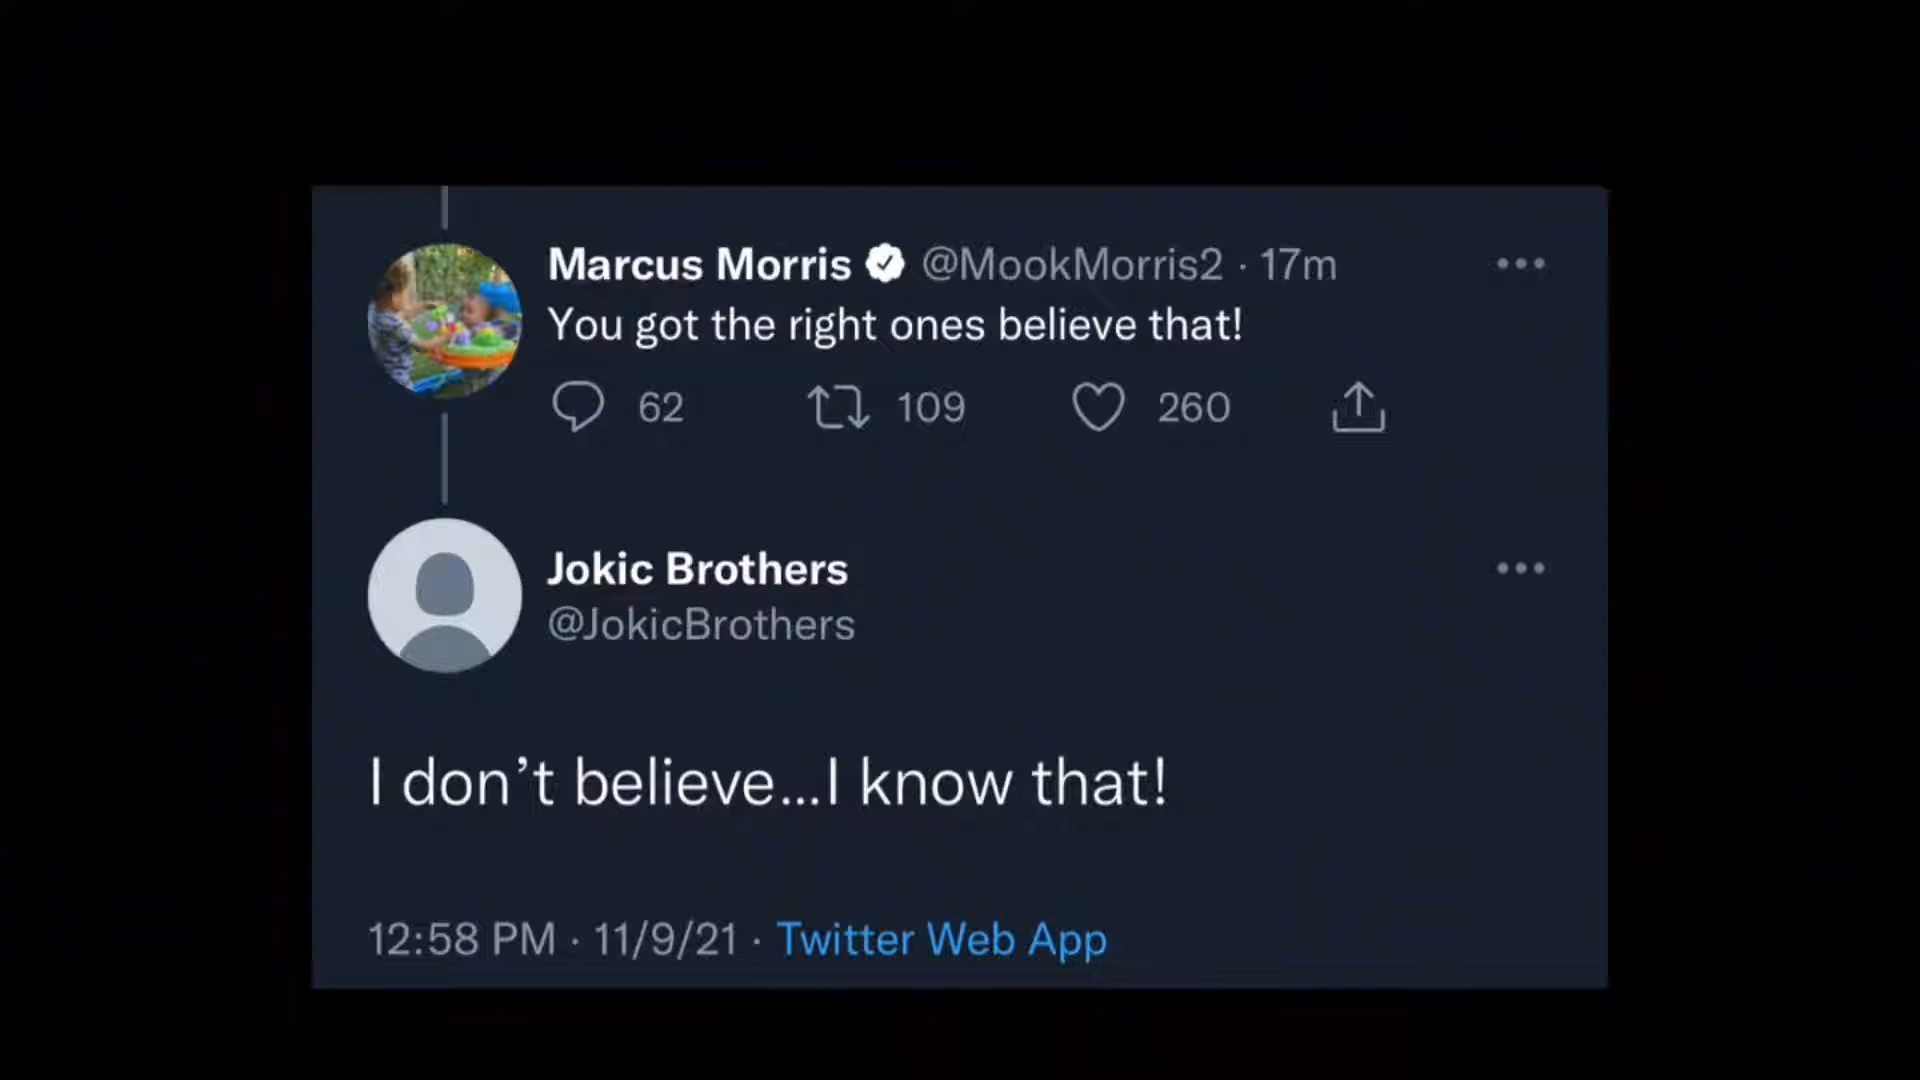 Marcus Morris @MookMorris2 · 17m
You got the right ones believe that!
62 109 260
Jokic Brothers
@JokicBrothers
I don’t believe...I know that!
12:58 PM · 11/9/21 · Twitter Web App